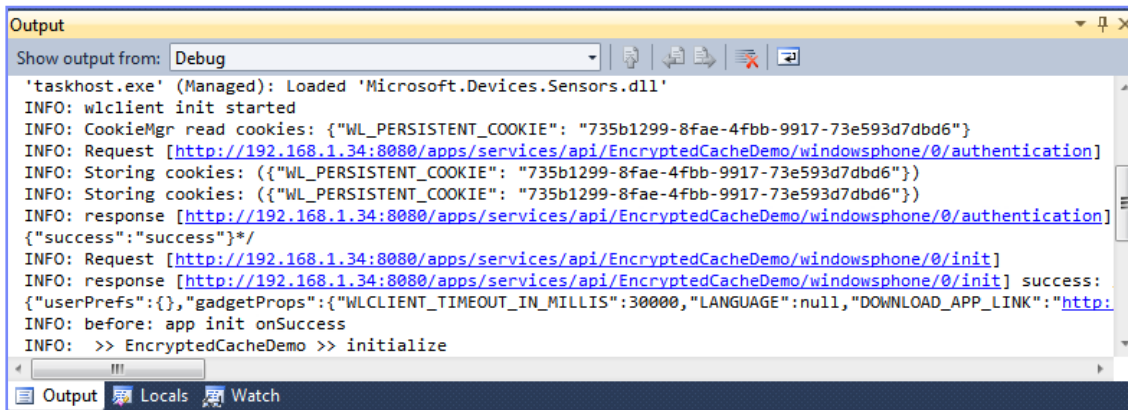 Output
Show output from: Debug
'taskhost.exe' (Managed): Loaded 'Microsoft.Devices.Sensors.dll'
INFO: wlclient init started
INFO: CookieMgr read cookies: {"WL_PERSISTENT_COOKIE": "735b1299-8fae-4fbb-9917-73e593d7dbd6"}
INFO: Request [http://192.168.1.34:8080/apps/services/api/EncryptedCacheDemo/windowsphone/0/authentication]
INFO: Storing cookies: ({"WL_PERSISTENT_COOKIE": "735b1299-8fae-4fbb-9917-73e593d7dbd6"})
INFO: Storing cookies: ({"WL_PERSISTENT_COOKIE": "735b1299-8fae-4fbb-9917-73e593d7dbd6"})
INFO: response [http://192.168.1.34:8080/apps/services/api/EncryptedCacheDemo/windowsphone/0/authentication]
{"success":"success"}*/
INFO: Request [http://192.168.1.34:8080/apps/services/api/EncryptedCacheDemo/windowsphone/0/init]
INFO: response [http://192.168.1.34:8080/apps/services/api/EncryptedCacheDemo/windowsphone/0/init] success:
{"userPrefs":{},"gadgetProps":{"WLCLIENT_TIMEOUT_IN_MILLIS":30000,"LANGUAGE":null,"DOWNLOAD_APP_LINK":"http:
INFO: before: app init onSuccess
INFO:  >> EncryptedCacheDemo >> initialize
Output Locals Watch